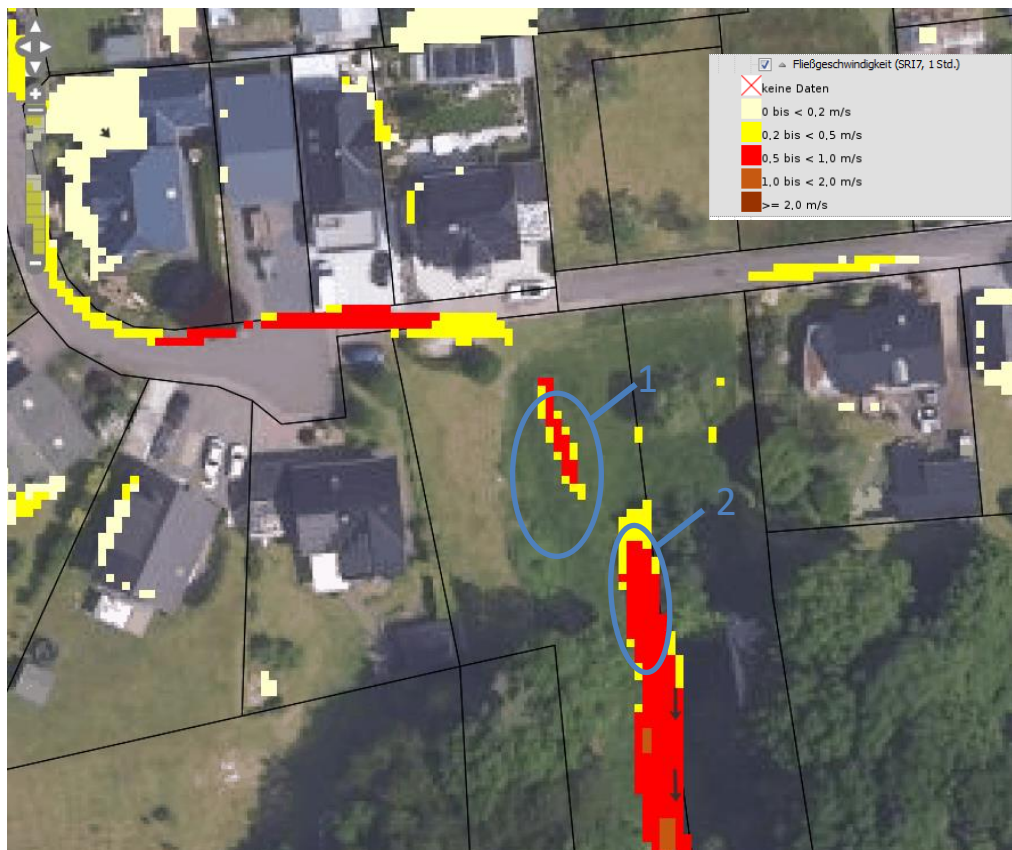 Fließgeschwindigkeit (SRI7, 1 Std.)
keine Daten
0 bis < 0,2 m/s
0,2 bis < 0,5 m/s
0,5 bis < 1,0 m/s
1,0 bis < 2,0 m/s
>= 2,0 m/s
1
2